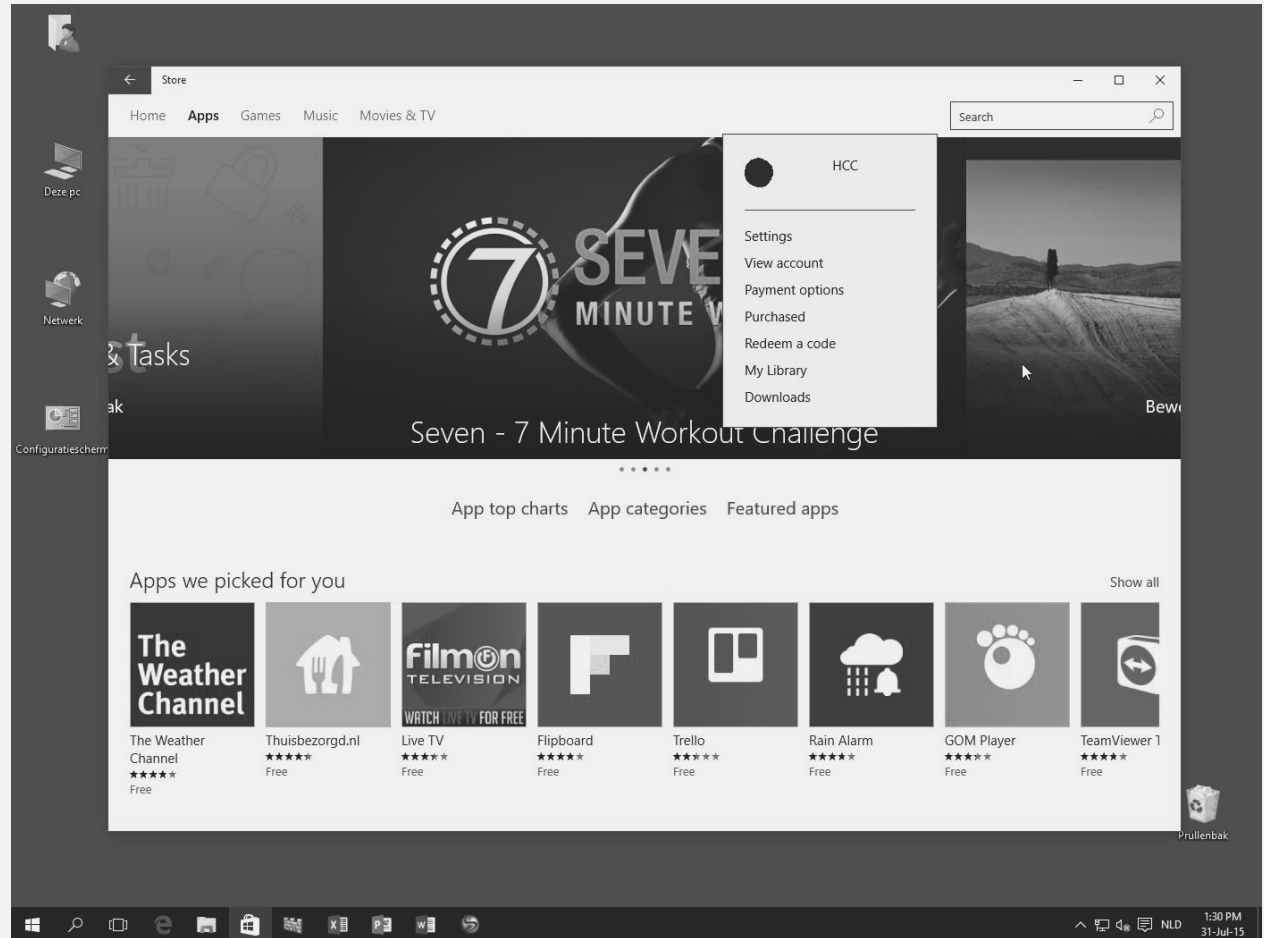 Store
Home Apps Games Music Movies & TV
Search
HCC
Settings
View account
Payment options
Purchased
Redeem a code
My Library
Downloads
Deze pc
Netwerk
Configuratiescherm
& Tasks
ak
7 SEVE
MINUTE W
Seven - 7 Minute Workout Challenge
Bewe
App top charts App categories Featured apps
Apps we picked for you
Show all
The
Weather
Channel
Filmon
TELEVISION
WATCH LIVE TV FOR FREE
The Weather
Channel
Free
Thuisbezorgd.nl
Free
Live TV
Free
Flipboard
Free
Trello
Free
Rain Alarm
Free
GOM Player
Free
TeamViewer
Free
Prullenbak
NLD
1:30 PM
31-Jul-15